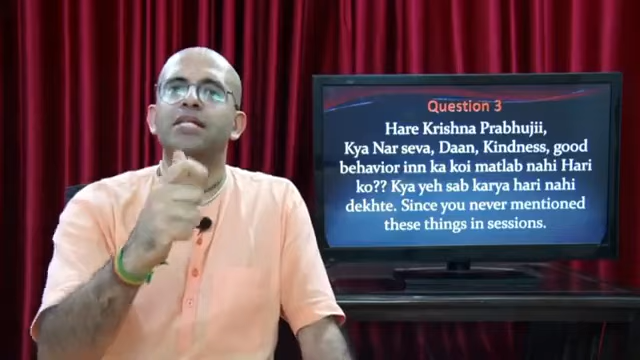 Question 3
Hare Krishna Prabhujii,
Kya Nar seva, Daan, Kindness, good
behavior inn ka koi matlab nahi Hari
ko?? Kya yeh sab karya hari nahi
dekhte. Since you never mentioned
these things in sessions.